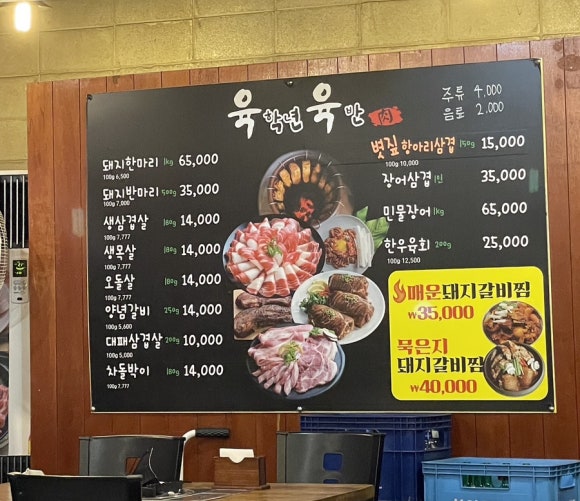 육학년육반 肉
주류 4,000
음료 2,000
돼지한마리 1kg 65,000
100g 6,500
돼지반마리 500g 35,000
100g 7,000
생삼겹살 180g 14,000
100g 7,777
생목살 180g 14,000
100g 7,777
오돌살 180g 14,000
100g 7,777
양념갈비 250g 14,000
100g 5,600
대패삼겹살 200g 10,000
100g 5,000
차돌박이 180g 14,000
100g 7,777
볏짚항아리삼겹 150g 15,000
100g 10,000
장어삼겹 1인 35,000
민물장어 1kg 65,000
한우육회 200g 25,000
100g 12,500
매운돼지갈비찜
₩35,000
묵은지
돼지갈비찜
₩40,000